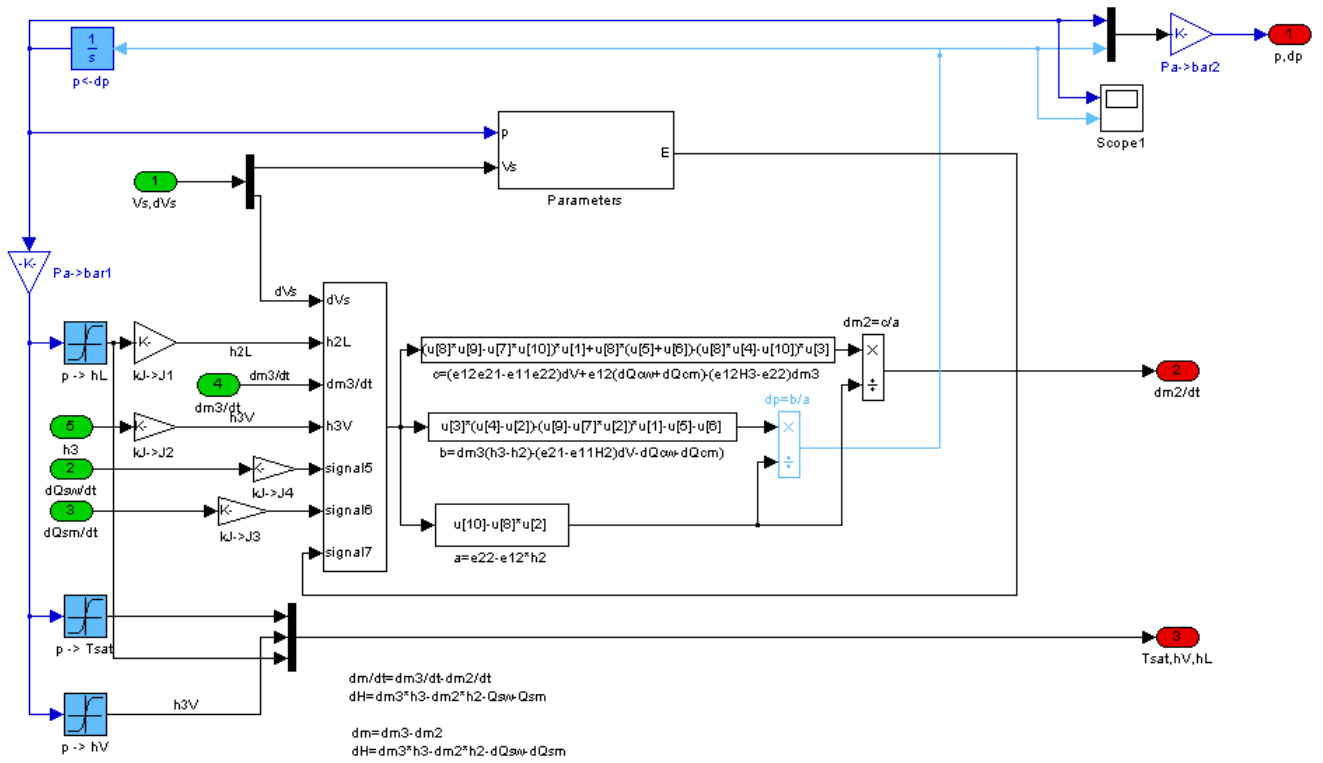 1
s
p<-dp
K-
Pa->bar2
1
p,dp
Scope1
p
Vs
E
Parameters
1
Vs,dVs
-K-
Pa->bar1
dVs
dVs
p -> hL
K-
kJ->J1
h2L
h2L
4
dm3/dt
dm3/dt
dm3/dt
5
h3
K-
kJ->J2
h3V
h3V
2
dQsw/dt
K-
kJ->J4
signal5
3
dQsm/dt
K-
kJ->J3
signal6
signal7
(u[8]*u[9]-u[7]*u[10])*u[1]+u[8]*(u[5]+u[6])-(u[8]*u[4]-u[10])*u[3]
c=(e12e21-e11e22)dV+e12(dQcw+dQcm)-(e12H3-e22)dm3
dm2=c/a
×
÷
dp=b/a
×
÷
u[3]*(u[4]-u[2])-(u[9]-u[7]*u[2])*u[1]-u[5]-u[6]
b=dm3(h3-h2)-(e21-e11H2)dV-dQcw-dQcm)
u[10]-u[8]*u[2]
a=e22-e12*h2
2
dm2/dt
p -> Tsat
3
Tsat,hV,hL
h3V
p -> hV
dm/dt=dm3/dt-dm2/dt
dH=dm3*h3-dm2*h2-Qsw-Qsm
dm=dm3-dm2
dH=dm3*h3-dm2*h2-dQsw-dQsm